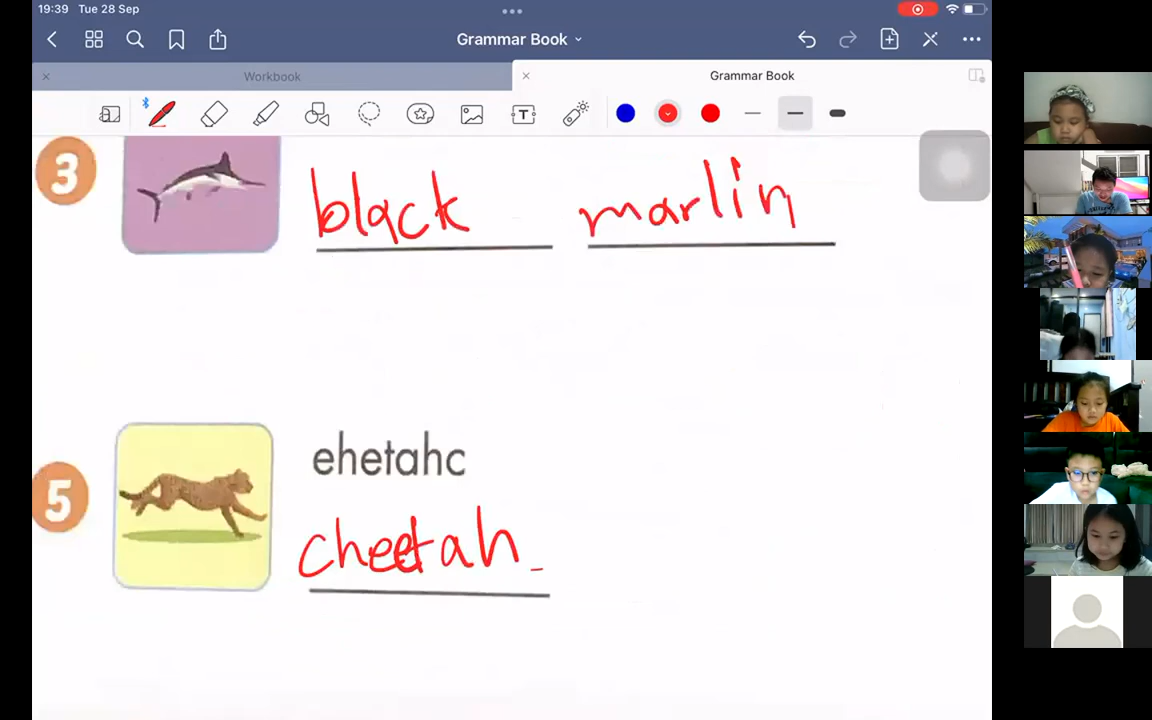 19:39 Tue 28 Sep
Grammar Book
Workbook
Grammar Book
T
3
black marlin
5
ehetahc
cheetah